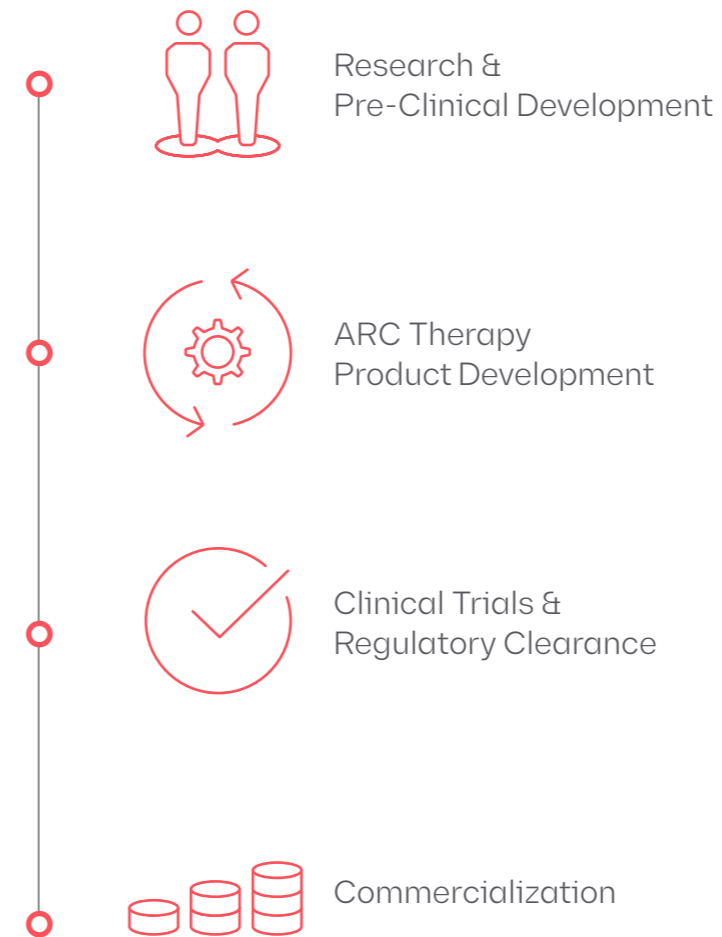 Research &
Pre-Clinical Development
ARC Therapy
Product Development
Clinical Trials &
Regulatory Clearance
Commercialization